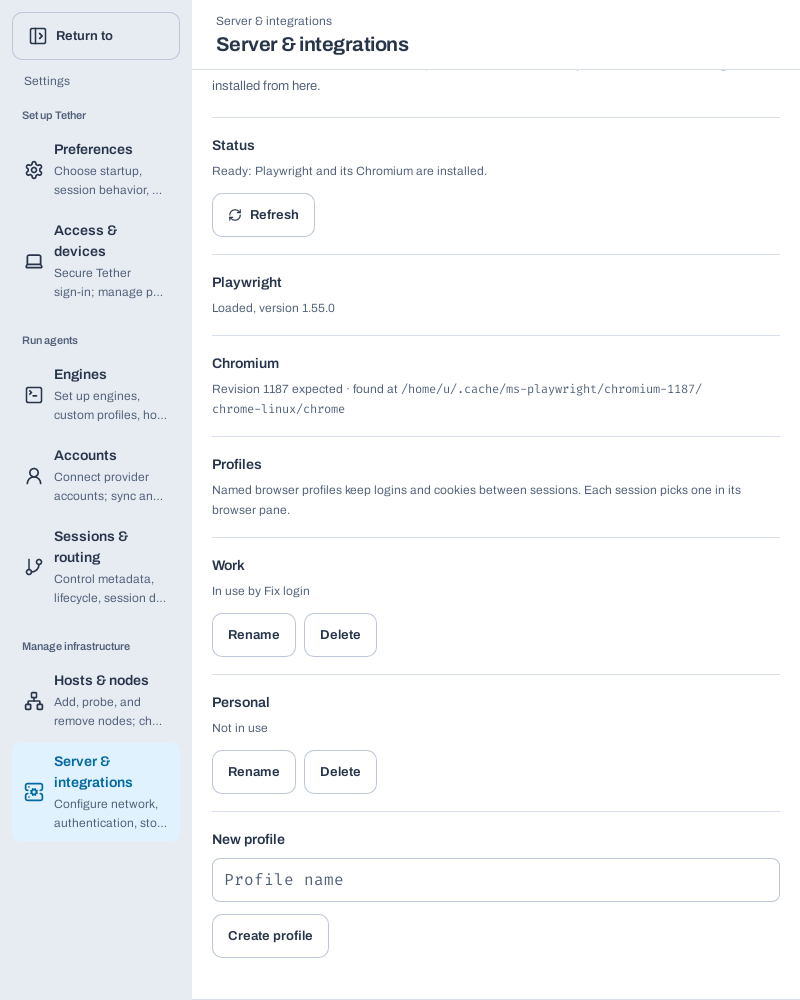 Return to
Settings
Set up Tether
Preferences
Choose startup,
session behavior, ...
Access &
devices
Secure Tether
sign-in; manage p...
Run agents
Engines
Set up engines,
custom profiles, ho...
Accounts
Connect provider
accounts; sync an...
Sessions &
routing
Control metadata,
lifecycle, session d...
Manage infrastructure
Hosts & nodes
Add, probe, and
remove nodes; ch...
Server &
integrations
Configure network,
authentication, sto...
Server & integrations
Server & integrations
installed from here.
Status
Ready: Playwright and its Chromium are installed.
Refresh
Playwright
Loaded, version 1.55.0
Chromium
Revision 1187 expected · found at /home/u/.cache/ms-playwright/chromium-1187/
chrome-linux/chrome
Profiles
Named browser profiles keep logins and cookies between sessions. Each session picks one in its
browser pane.
Work
In use by Fix login
Rename Delete
Personal
Not in use
Rename Delete
New profile
Profile name
Create profile